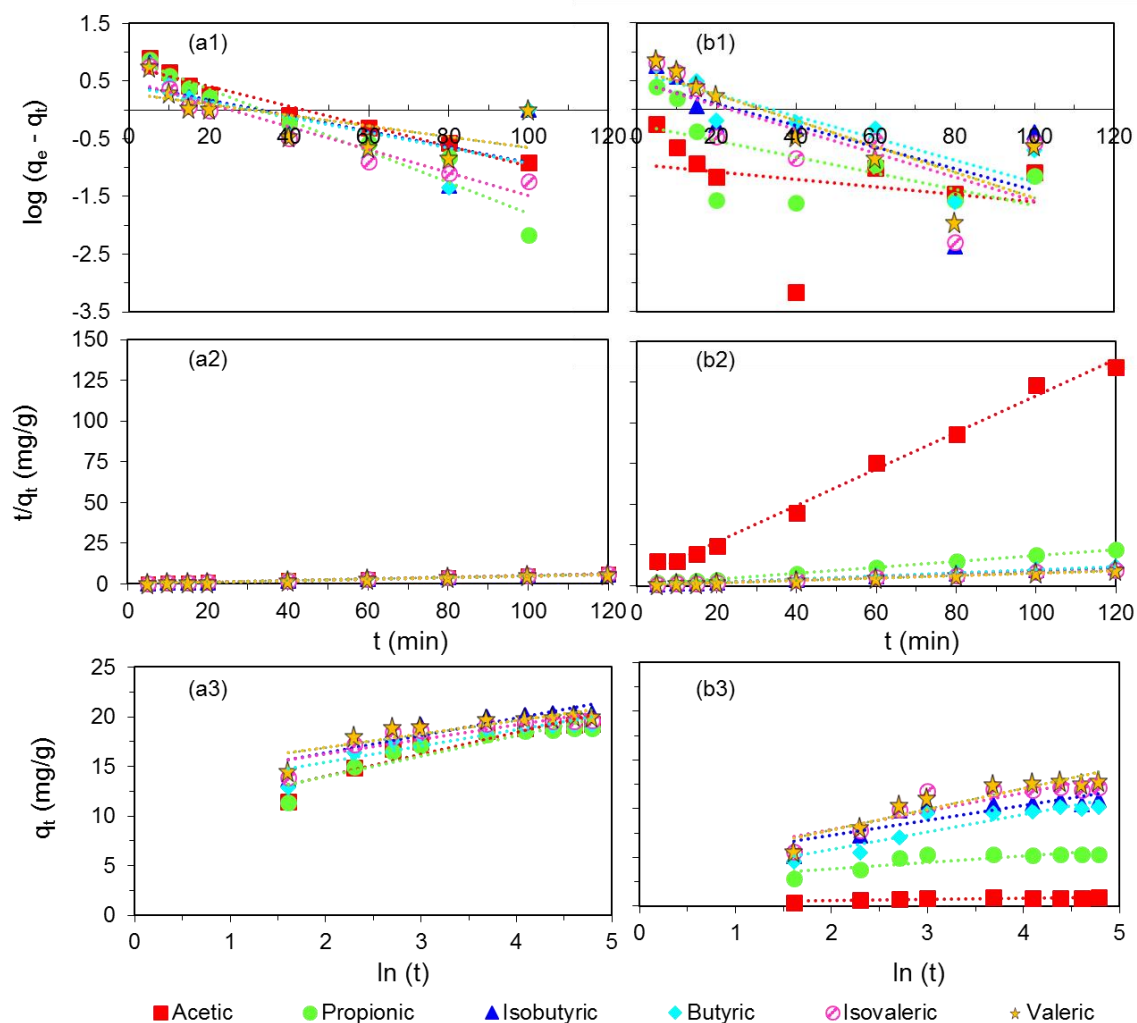 (a1)
(b1)
1.5
0.5
-0.5
-1.5
-2.5
-3.5
log (qe - qt)
0 20 40 60 80 100 120
0 20 40 60 80 100 120
(a2)
(b2)
150
125
100
75
50
25
0
t/qt (mg/g)
0 20 40 60 80 100 120
0 20 40 60 80 100 120
t (min)
t (min)
(a3)
(b3)
25
20
15
10
5
0
qt (mg/g)
0 1 2 3 4 5
0 1 2 3 4 5
ln (t)
ln (t)
Acetic Propionic Isobutyric Butyric Isovaleric Valeric